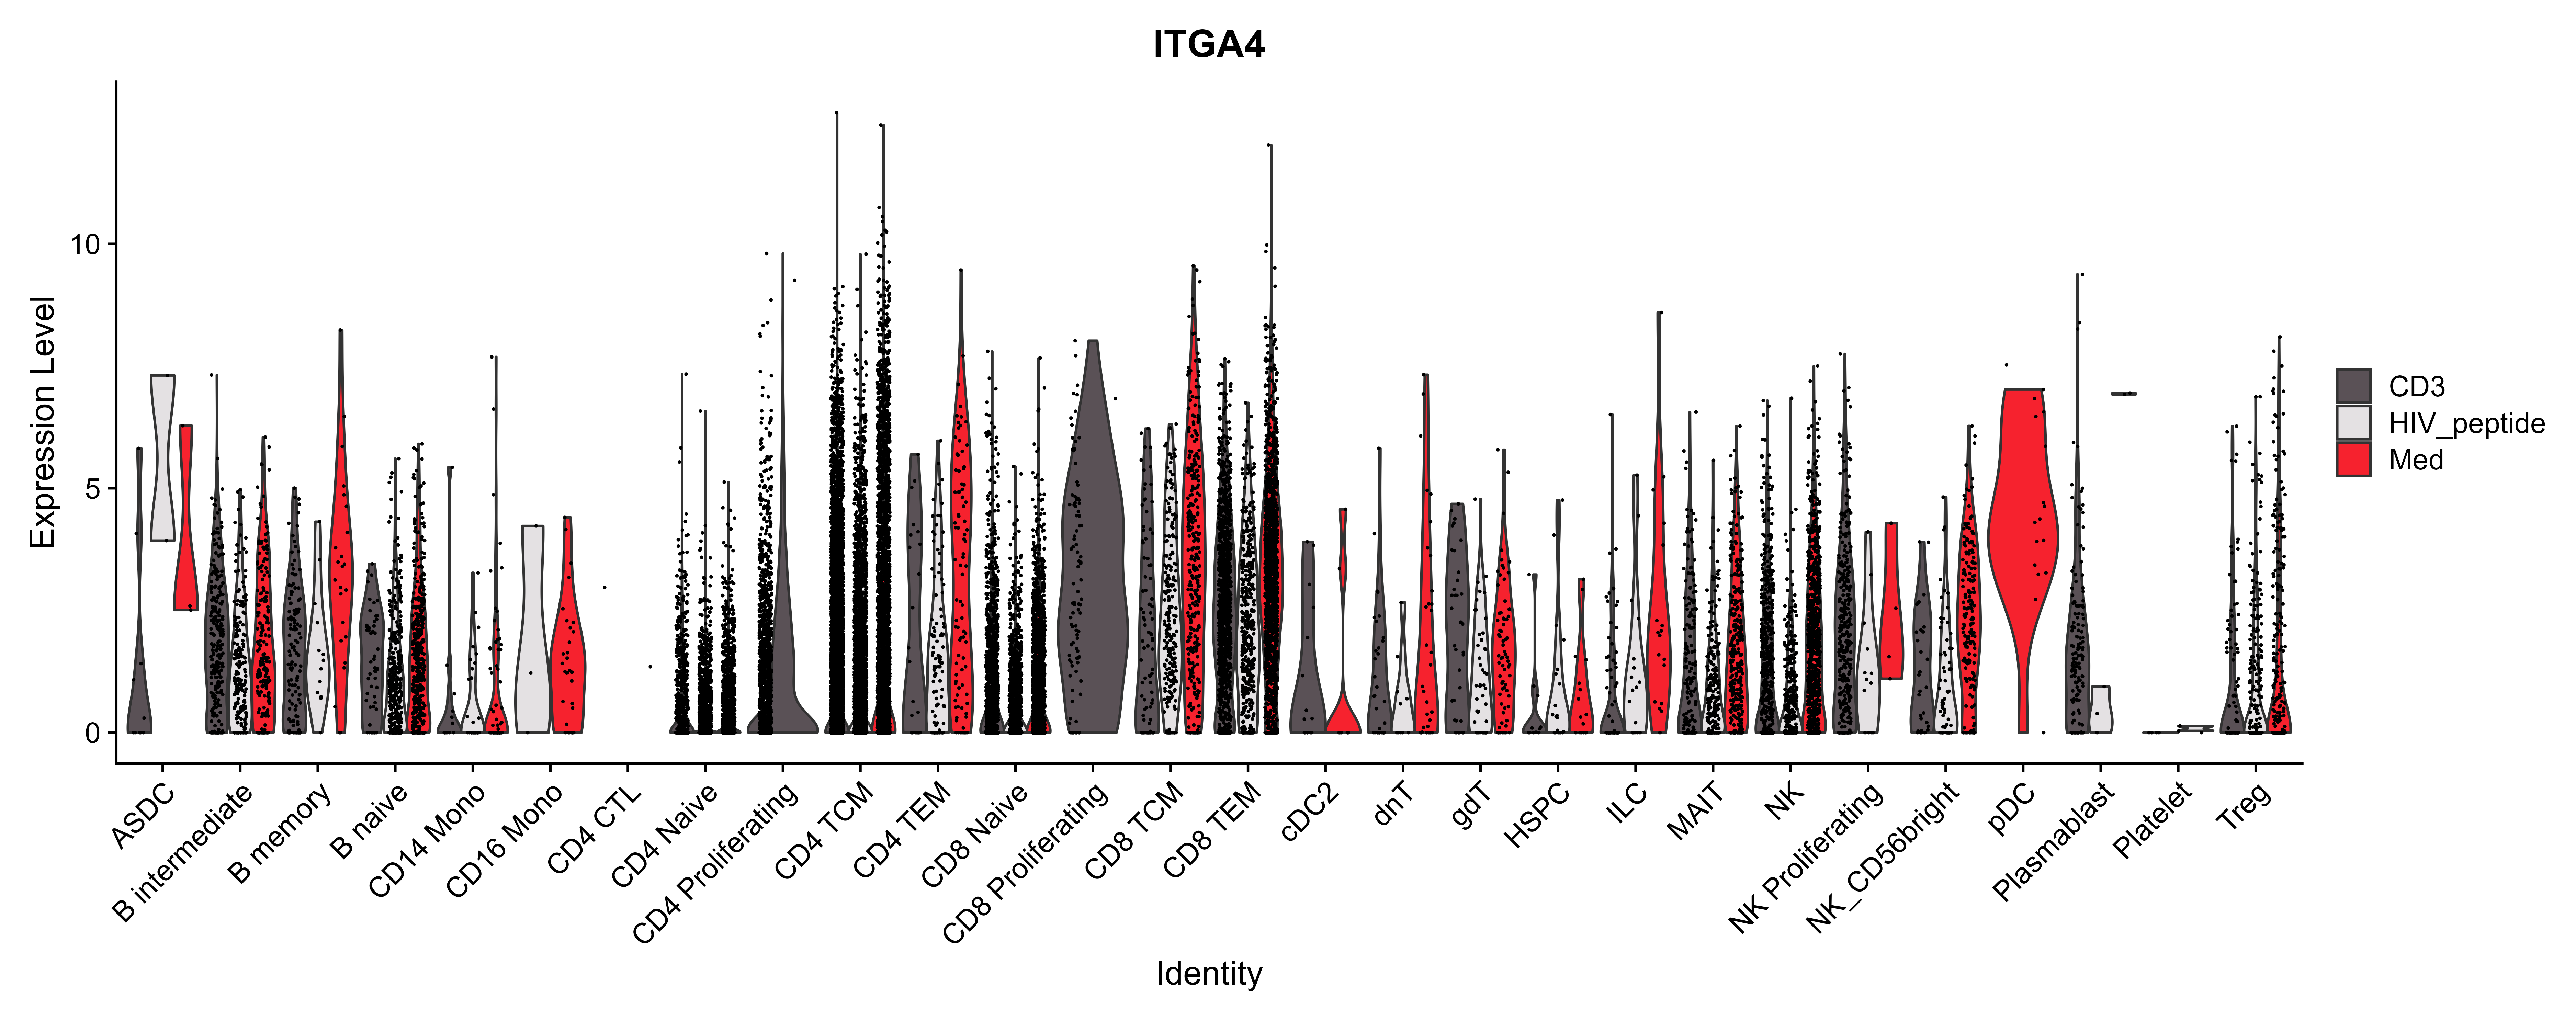 ITGA4
Expression Level
10
5
0
ASDC
B intermediate
B memory
B naive
CD14 Mono
CD16 Mono
CD4 CTL
CD4 Naive
CD4 Proliferating
CD4 TCM
CD4 TEM
CD8 Naive
CD8 Proliferating
CD8 TCM
CD8 TEM
cDC2
dnT
gdT
HSPC
ILC
MAIT
NK
NK Proliferating
NK_CD56bright
pDC
Plasmablast
Platelet
Treg
Identity
CD3
HIV_peptide
Med